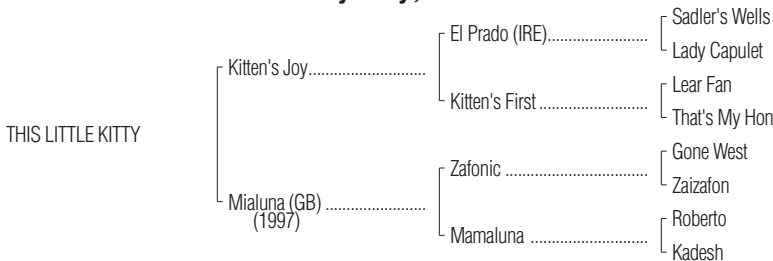 Sadler's Wells
El Prado (IRE)
Lady Capulet
Kitten's Joy
Lear Fan
Kitten's First
That's My Hon
THIS LITTLE KITTY
Gone West
Zafonic
Zaizafon
Mialuna (GB)
(1997)
Roberto
Mamaluna
Kadesh